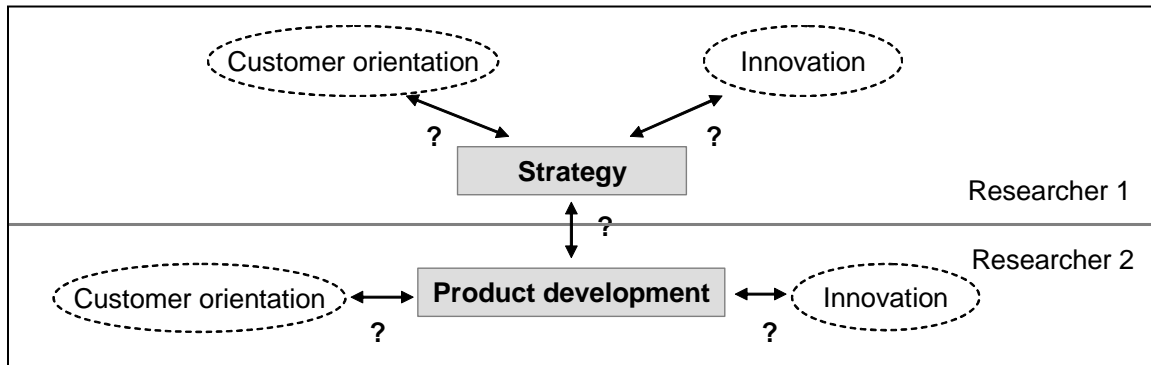 Customer orientation
Innovation
?
?
Strategy
Researcher 1
?
Researcher 2
Customer orientation
Product development
Innovation
?
?